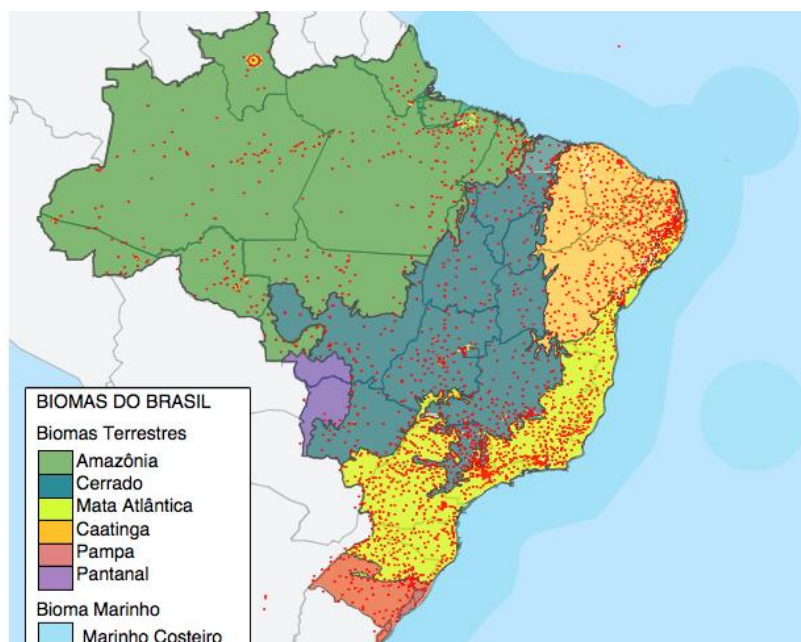 BIOMAS DO BRASIL
Biomas Terrestres
Amazônia
Cerrado
Mata Atlântica
Caatinga
Pampa
Pantanal
Bioma Marinho
Marinho Costeiro